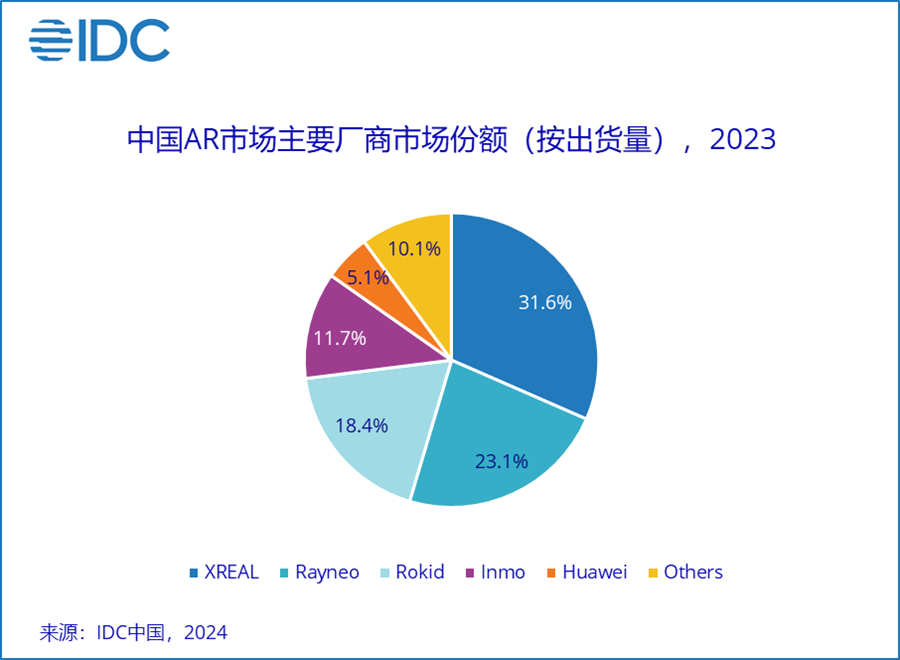 IDC
中国AR市场主要厂商市场份额（按出货量），2023
10.1%
31.6%
5.1%
11.7%
18.4%
23.1%
XREAL Rayneo Rokid Inmo Huawei Others
来源：IDC中国，2024